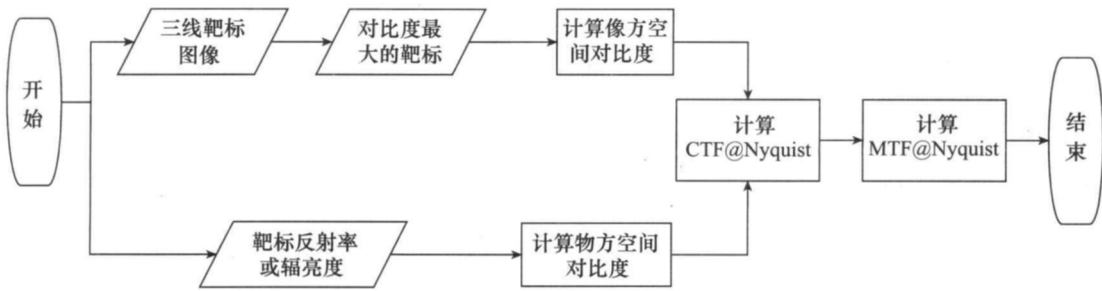 开
始
三线靶标
图像
对比度最
大的靶标
计算像方空
间对比度
计算
CTF@Nyquist
计算
MTF@Nyquist
结
束
靶标反射率
或辐亮度
计算物方空间
对比度